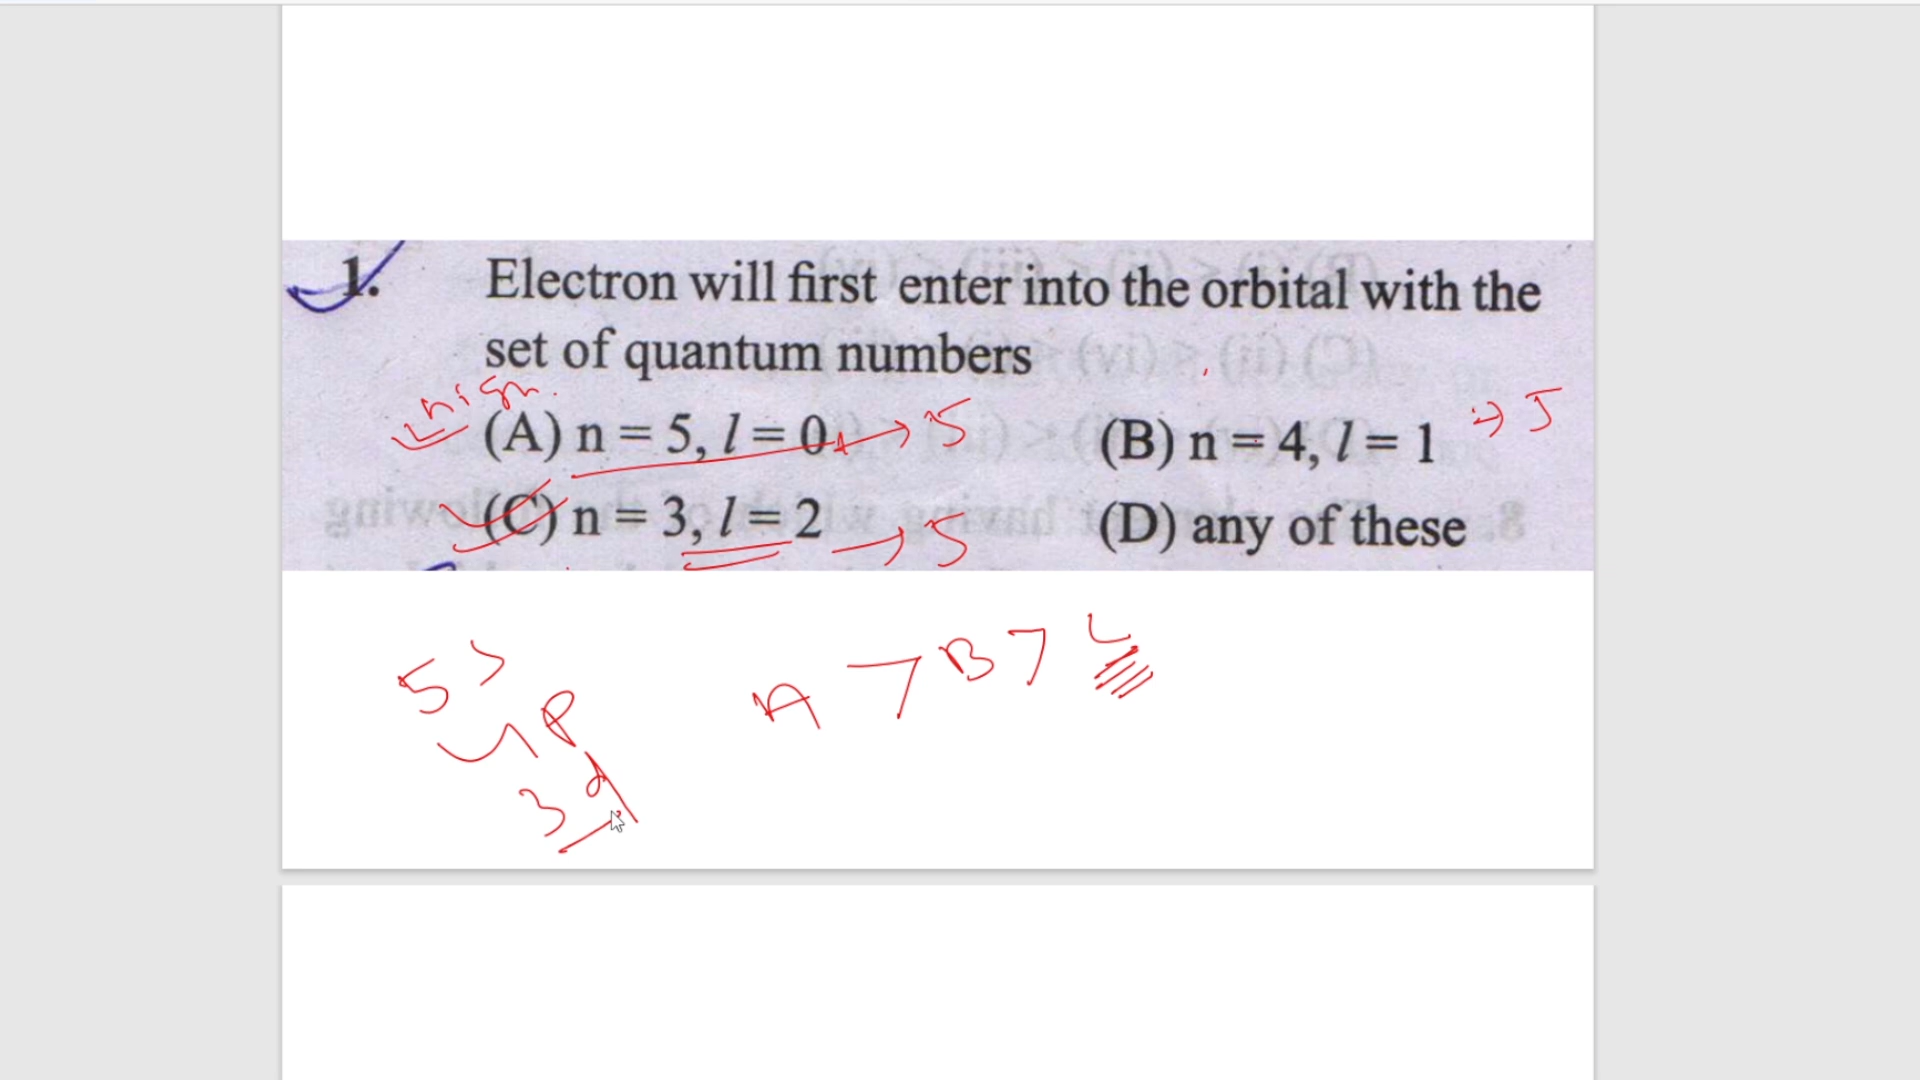 1. Electron will first enter into the orbital with the
set of quantum numbers
high
(A) n = 5, l = 0 → 5 (B) n = 4, l = 1 ⇒ 5
(C) n = 3, l = 2 → 5 (D) any of these
5s
4p
3d
A > B > C